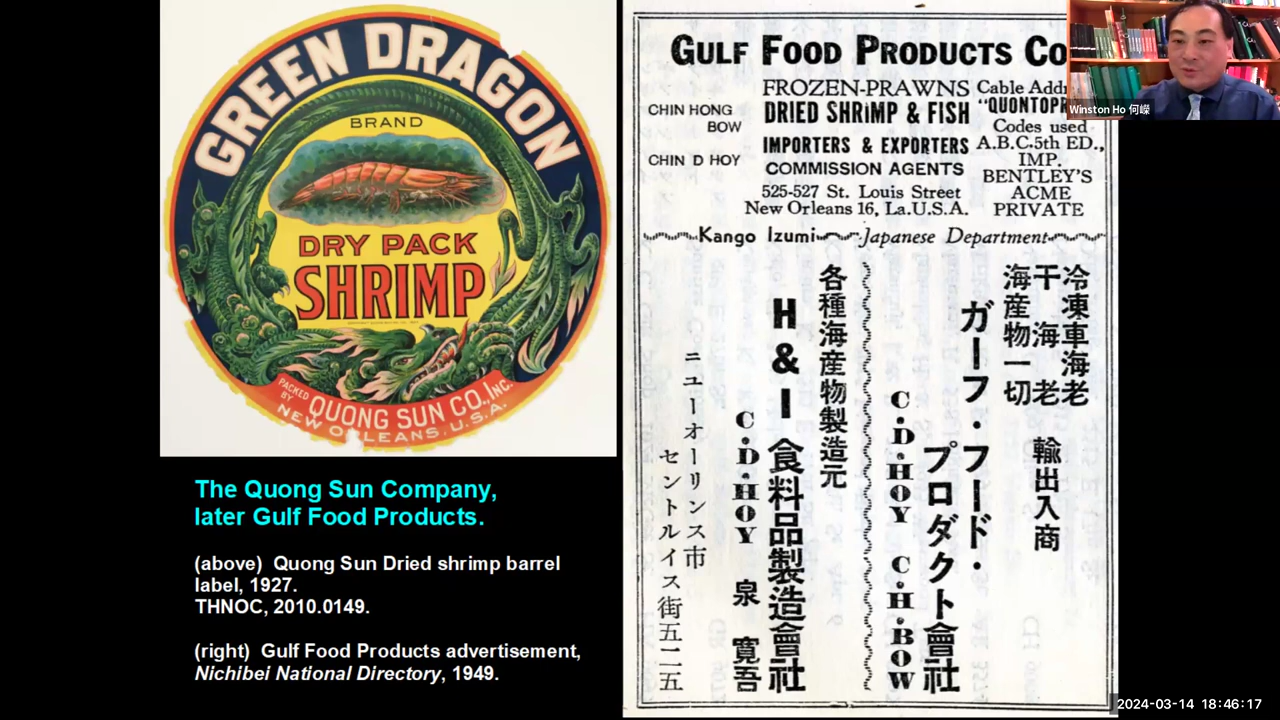 GREEN DRAGON
BRAND
DRY PACK
SHRIMP
PACKED BY
QUONG SUN CO., INC.
NEW ORLEANS. U.S.A.
The Quong Sun Company,
later Gulf Food Products.
(above) Quong Sun Dried shrimp barrel
label, 1927.
THNOC, 2010.0149.
(right) Gulf Food Products advertisement,
Nichibei National Directory, 1949.
GULF FOOD PRODUCTS CO
CHIN HONG
BOW
CHIN D HOY
FROZEN-PRAWNS
DRIED SHRIMP & FISH
IMPORTERS & EXPORTERS
COMMISSION AGENTS
525-527 St. Louis Street
New Orleans 16, La.U.S.A.
Cable Addr
Codes used
A.B.C.5th ED.,
IMP.
BENTLEY'S
ACME
PRIVATE
Kango Izumi Japanese Department
冷凍車海老
干海老
海産物一切
輸出入商
ガーフ・フード・
プロダクト會社
C・D・HOY C・H・BOW
各種海産物製造元
H & I 食料品製造會社
C・D・HOY 泉 寛吾
ニューオーリンス市
セントルイス街五二五
Winston Ho 何嶸
2024-03-14 18:46:17